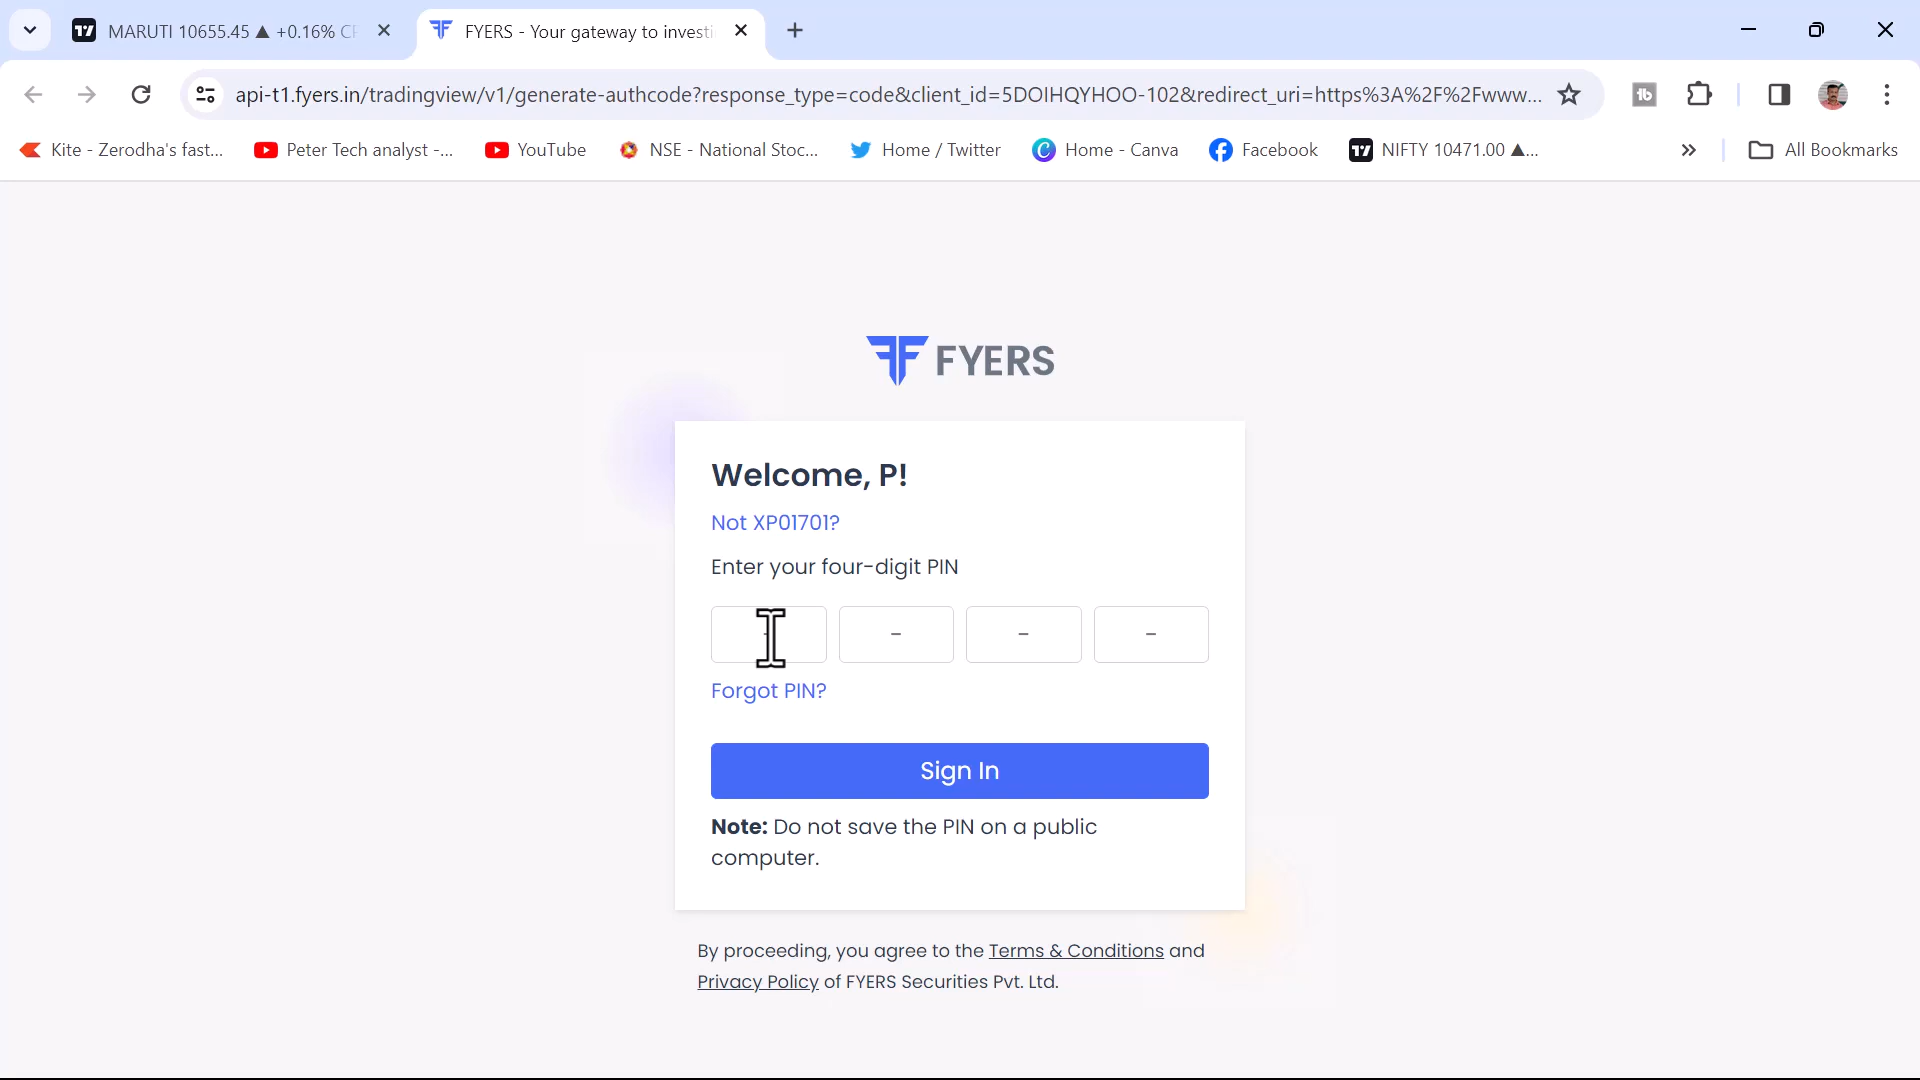 MARUTI 10655.45 ▲ +0.16%
FYERS - Your gateway to
api-t1.fyers.in/tradingview/v1/generate-authcode?response_type=code&client_id=5DOIHQYHOO-102&redirect_uri=https%3A%2F%2Fwww...
Kite - Zerodha's fast... Peter Tech analyst -... YouTube NSE - National Stoc... Home / Twitter Home - Canva Facebook NIFTY 10471.00 ▲... » All Bookmarks
FYERS
Welcome, P!
Not XP01701?
Enter your four-digit PIN
- - -
Forgot PIN?
Sign In
Note: Do not save the PIN on a public
computer.
By proceeding, you agree to the Terms & Conditions and
Privacy Policy of FYERS Securities Pvt. Ltd.